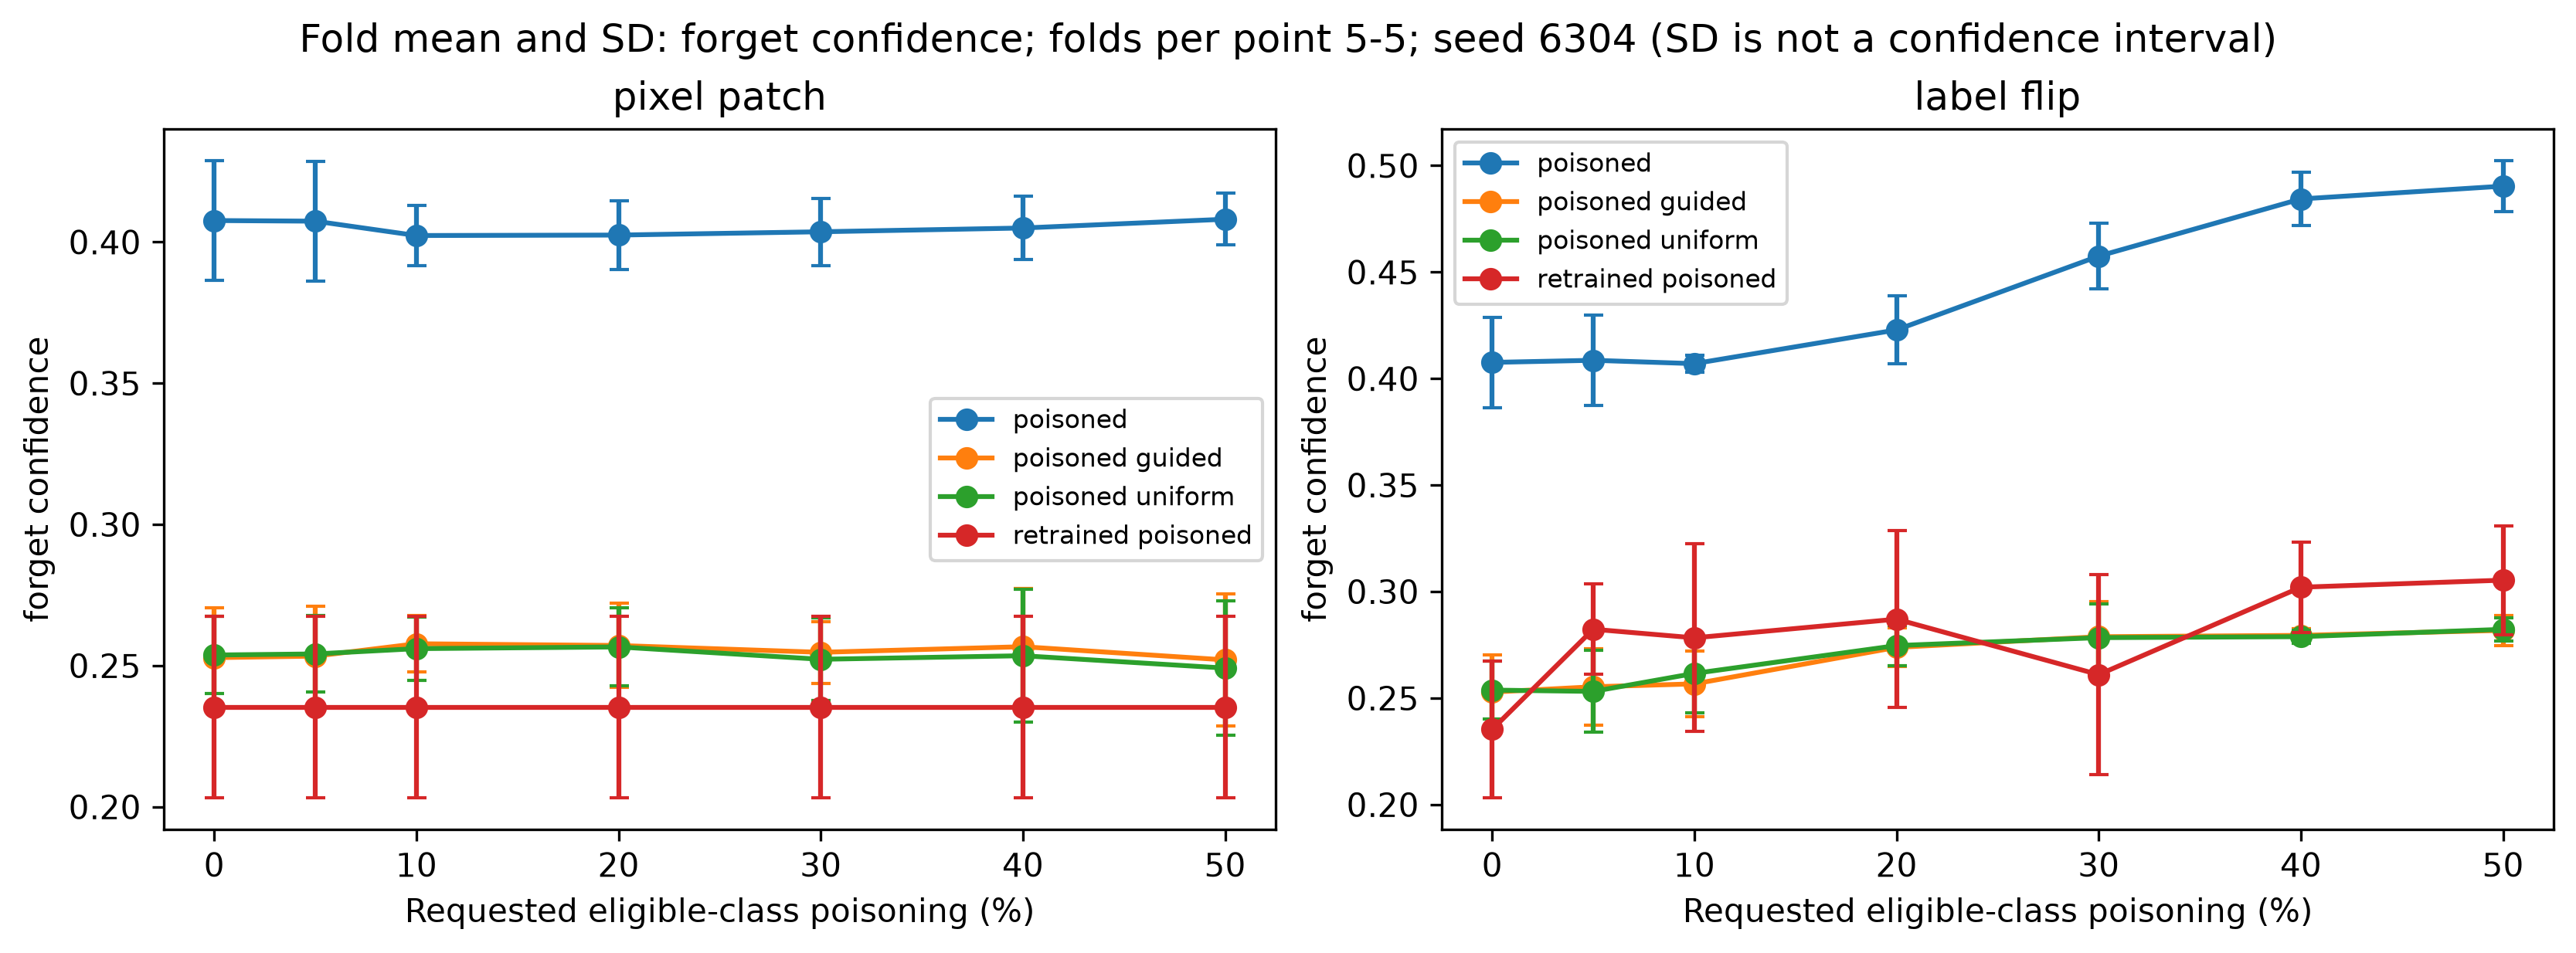 Fold mean and SD: forget confidence; folds per point 5-5; seed 6304 (SD is not a confidence interval)
pixel patch
forget confidence
0.40
0.35
0.30
0.25
0.20
poisoned
poisoned guided
poisoned uniform
retrained poisoned
0 10 20 30 40 50
Requested eligible-class poisoning (%)
label flip
forget confidence
0.50
0.45
0.40
0.35
0.30
0.25
0.20
poisoned
poisoned guided
poisoned uniform
retrained poisoned
0 10 20 30 40 50
Requested eligible-class poisoning (%)